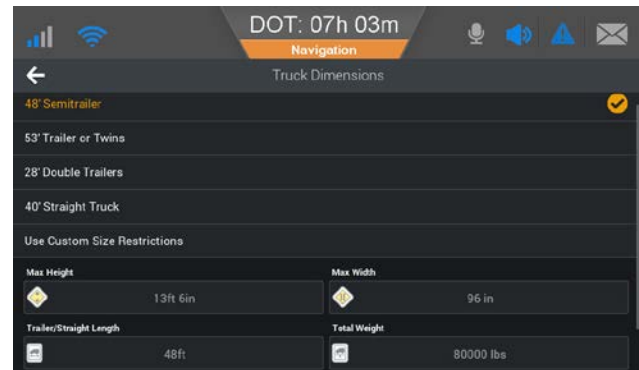 DOT: 07h 03m
Navigation
Truck Dimensions
48' Semitrailer
53' Trailer or Twins
28' Double Trailers
40' Straight Truck
Use Custom Size Restrictions
Max Height Max Width
13ft 6in 96 in
Trailer/Straight Length Total Weight
48ft 80000 lbs